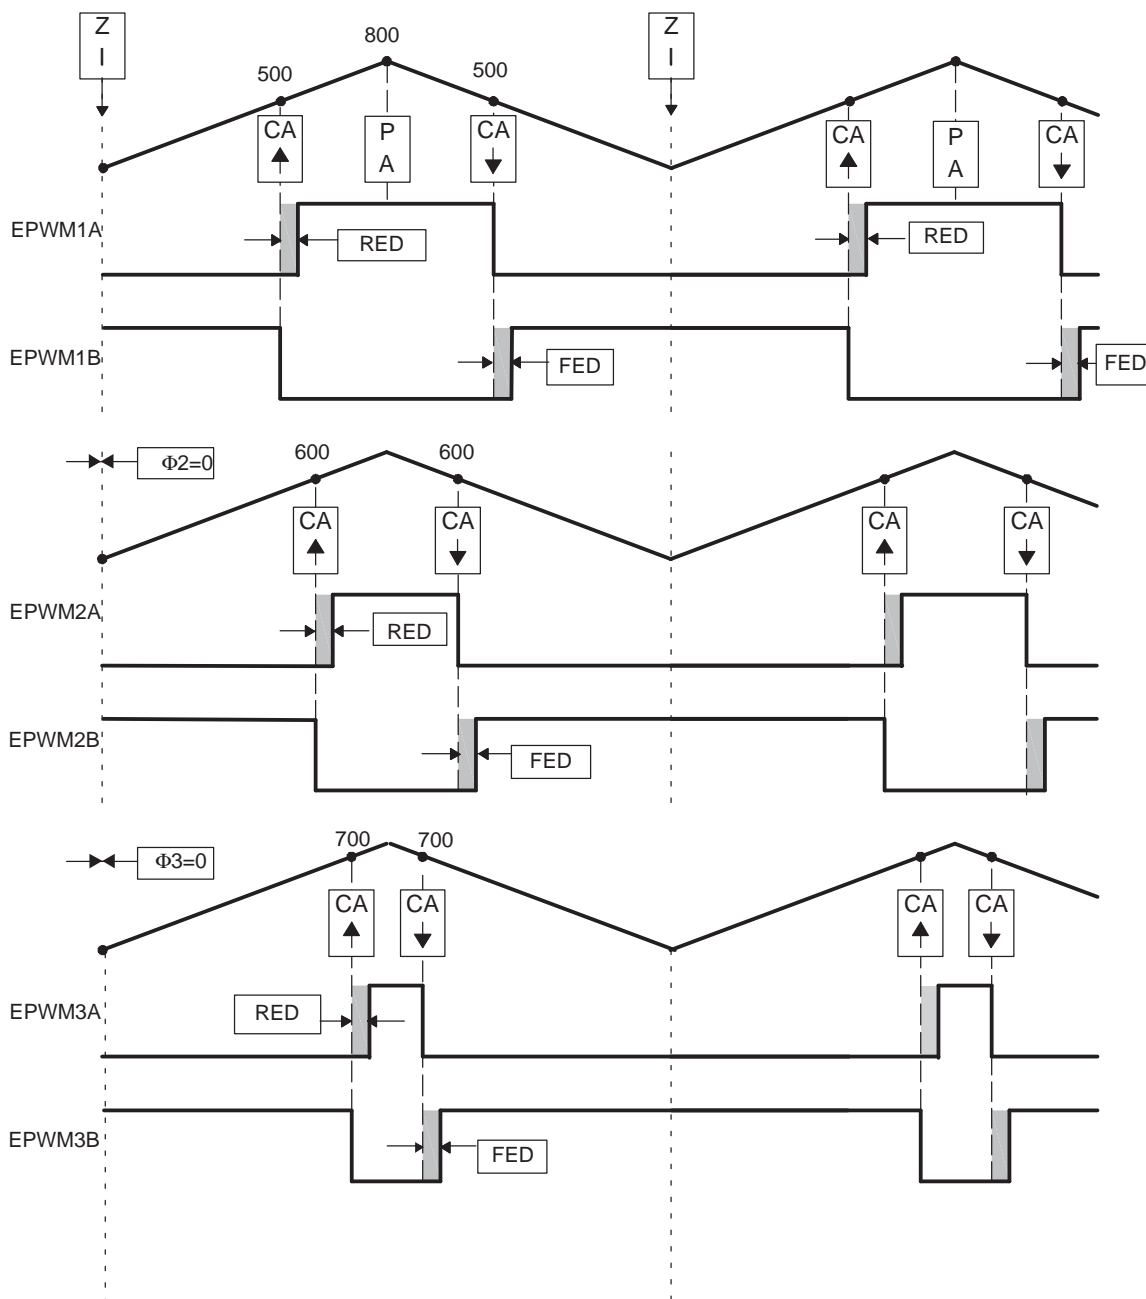 Z
I
Z
I
800
500
500
CA
P
A
CA
CA
P
A
CA
EPWM1A
RED
RED
EPWM1B
FED
FED
Φ2=0
600
600
CA
CA
CA
CA
EPWM2A
RED
EPWM2B
FED
Φ3=0
700
700
CA
CA
CA
CA
EPWM3A
RED
EPWM3B
FED